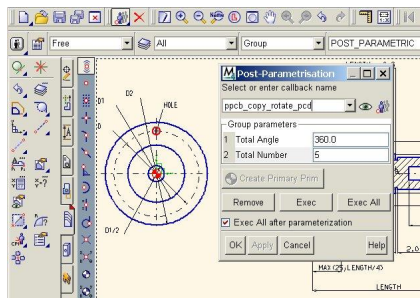 Free
All
Group
POST_PARAMETRIC
D2
D1
HOLE
D
D1/2
Post-Parametrisation
Select or enter callback name
ppcb_copy_rotate_pcd
Group parameters
1 Total Angle 360.0
2 Total Number 5
Create Primary Prim
Remove Exec Exec All
Exec All after parameterization
OK Apply Cancel Help
2.0
MAX (25,LENGTH/4)
LENGTH